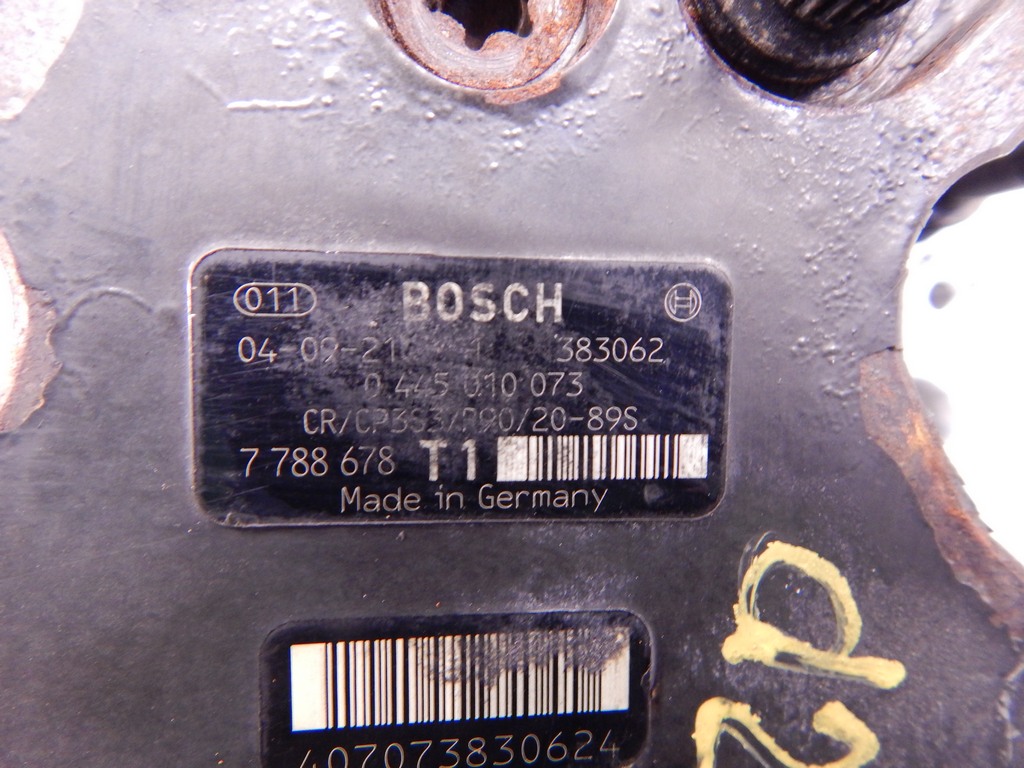 011 BOSCH
04-09-21 383062
0 445 010 073
CR/CP3S3/R90/20-89S
7 788 678 T1
Made in Germany
407073830624